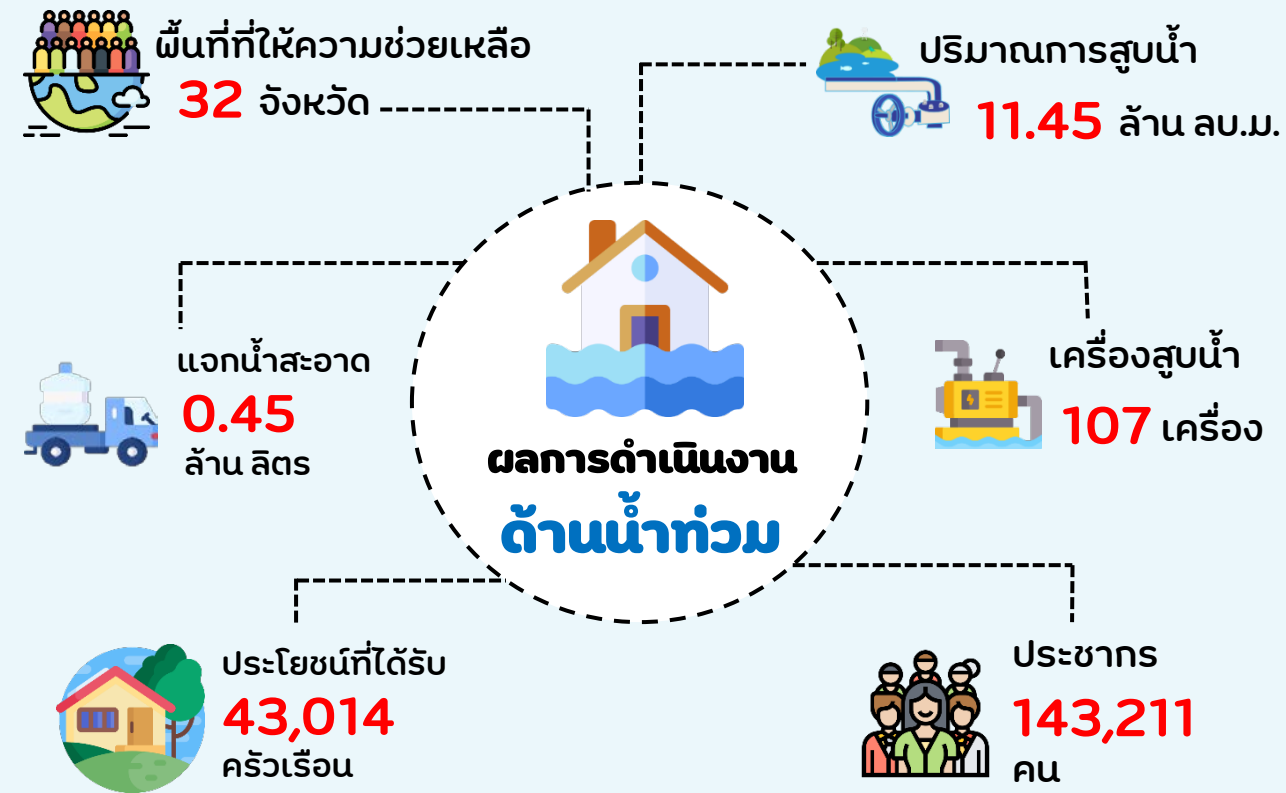 พื้นที่ที่ให้ความช่วยเหลือ
32 จังหวัด
ปริมาณการสูบน้ำ
11.45 ล้าน ลบ.ม.
แจกน้ำสะอาด
0.45
ล้าน ลิตร
เครื่องสูบน้ำ
107 เครื่อง
ผลการดำเนินงาน
ด้านน้ำท่วม
ประโยชน์ที่ได้รับ
43,014
ครัวเรือน
ประชากร
143,211
คน